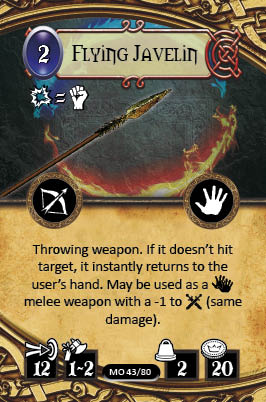 2 Flying Javelin
=
Throwing weapon. If it doesn't hit
target, it instantly returns to the
user's hand. May be used as a
melee weapon with a -1 to (same
damage).
12 1-2 MO 43/80 2 20